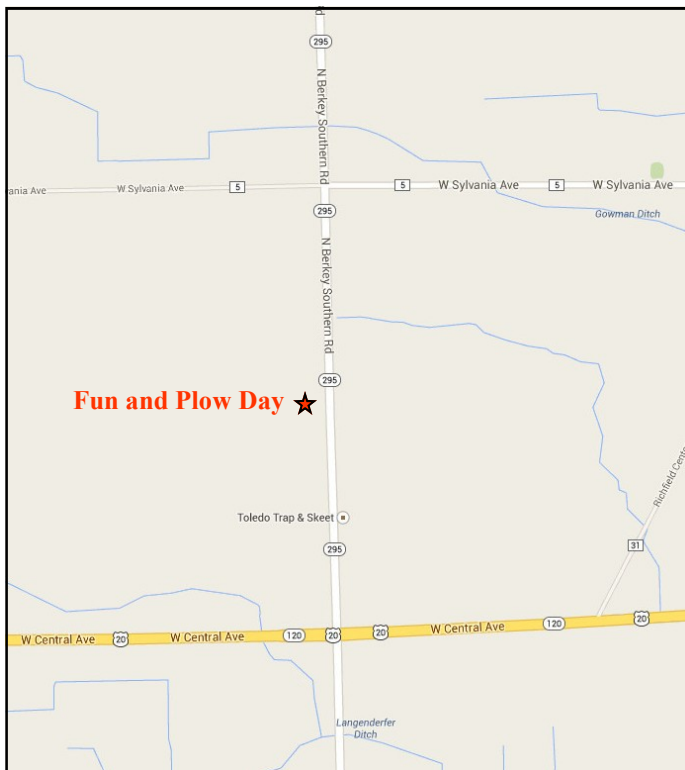 rd
295
N Berkey Southern Rd
5
5
5
ania Ave
W Sylvania Ave
W Sylvania Ave
W Sylvania Ave
295
Gowman Ditch
N Berkey Southern Rd
295
Fun and Plow Day
Richfield Cente
Toledo Trap & Skeet
295
31
W Central Ave
20
W Central Ave
120
20
20
W Central Ave
120
20
Langenderfer
Ditch